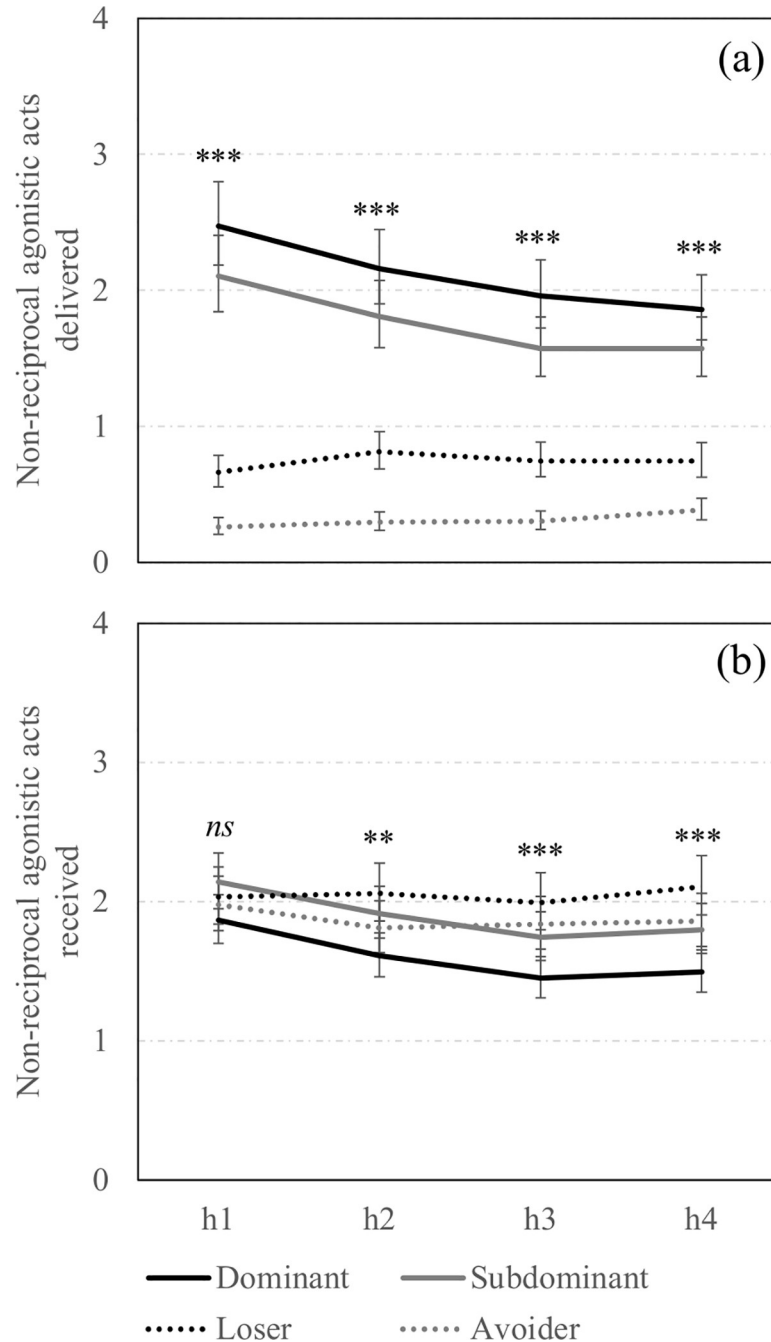 4
(a)
3
2
1
0
Non-reciprocal agonistic acts
delivered
***
***
***
***
4
(b)
3
2
1
0
Non-reciprocal agonistic acts
received
ns
**
***
***
h1 h2 h3 h4
Dominant Subdominant
Loser Avoider